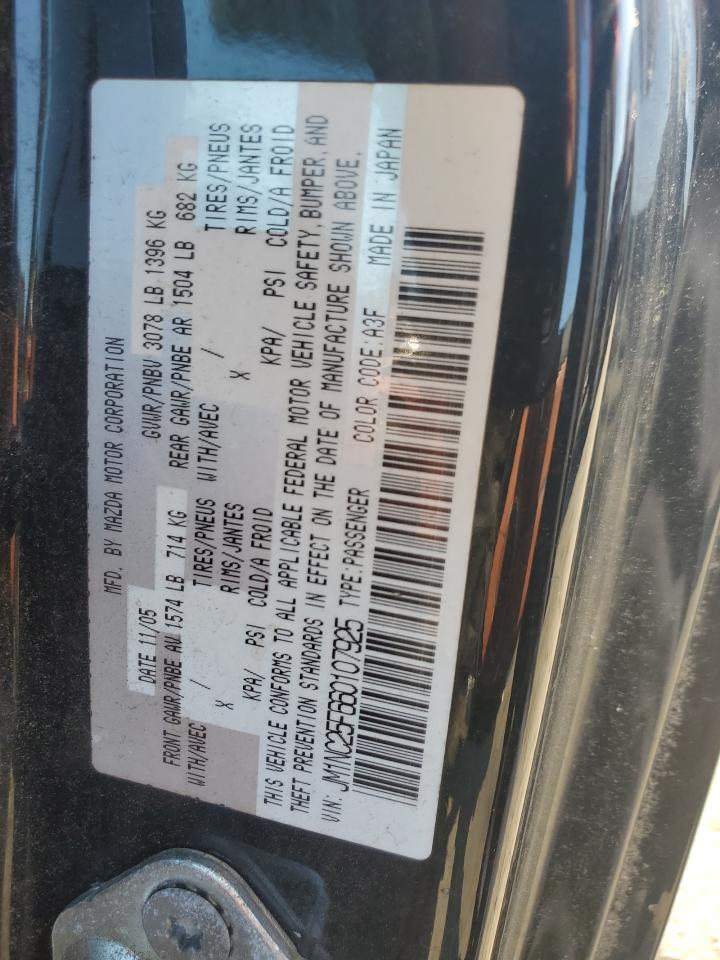 MFD. BY MAZDA MOTOR CORPORATION
DATE 11/05 GVWR/PNBV 3078 LB 1396 KG
FRONT GAWR/PNBE AV 1574 LB 714 KG REAR GAWR/PNBE AR 1504 LB 682 KG
WITH/AVEC TIRES/PNEUS WITH/AVEC TIRES/PNEUS
X / RIMS/JANTES X / RIMS/JANTES
KPA/ PSI COLD/A FROID KPA/ PSI COLD/A FROID
THIS VEHICLE CONFORMS TO ALL APPLICABLE FEDERAL MOTOR VEHICLE SAFETY, BUMPER, AND
THEFT PREVENTION STANDARDS IN EFFECT ON THE DATE OF MANUFACTURE SHOWN ABOVE.
VIN: JM1NC25F660107925 TYPE:PASSENGER COLOR CODE:A3F MADE IN JAPAN